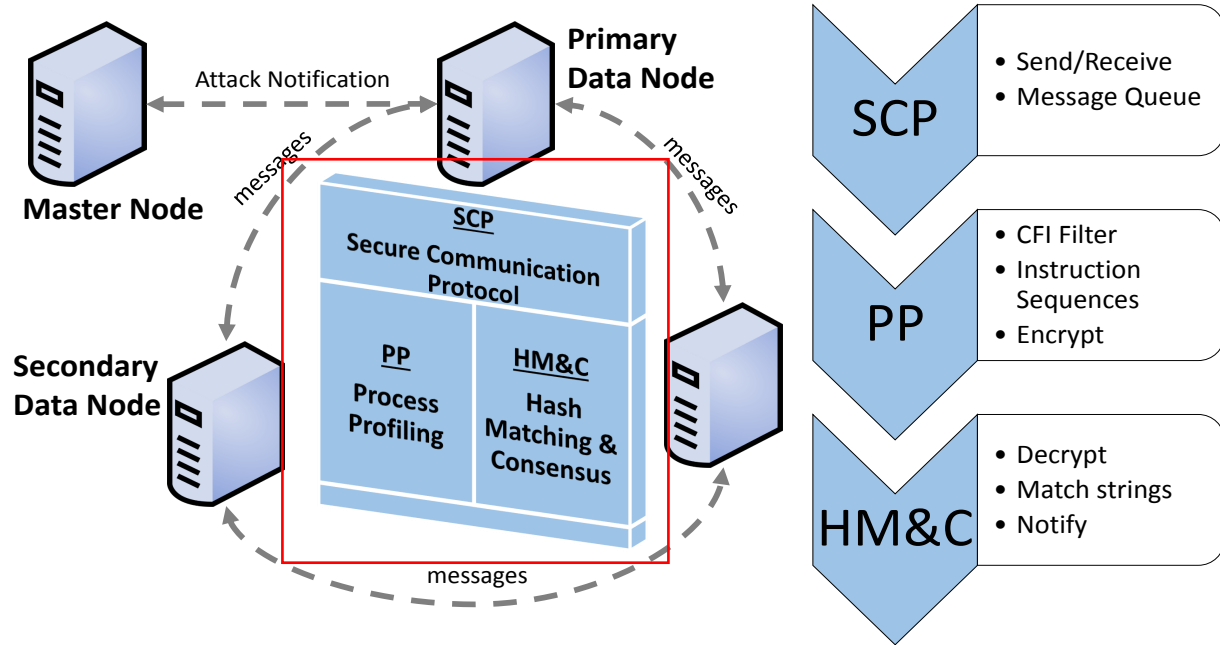 Primary
Data Node
Attack Notification
messages
messages
Master Node
SCP
Secure Communication
Protocol
Secondary
Data Node
PP
Process
Profiling
HM&C
Hash
Matching &
Consensus
messages
SCP
• Send/Receive
• Message Queue
PP
• CFI Filter
• Instruction
Sequences
• Encrypt
HM&C
• Decrypt
• Match strings
• Notify